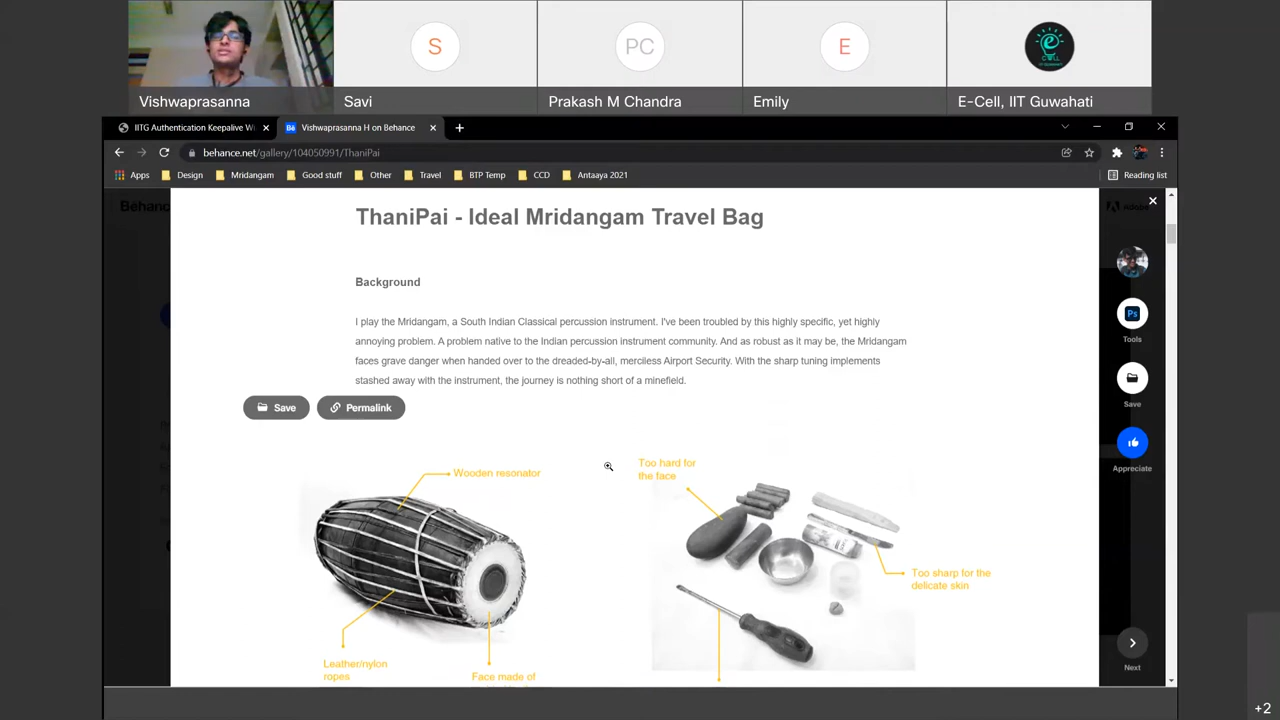 S
PC
E
e
CELL
Vishwaprasanna
Savi
Prakash M Chandra
Emily
E-Cell, IIT Guwahati
IITG Authentication Keepalive W
Bē
Vishwaprasanna H on Behance
behance.net/gallery/104050991/ThaniPai
Apps
Design
Mridangam
Good stuff
Other
Travel
BTP Temp
CCD
Antaaya 2021
Reading list
Béhanc
Adobe
ThaniPai - Ideal Mridangam Travel Bag
Background
I play the Mridangam, a South Indian Classical percussion instrument. I've been troubled by this highly specific, yet highly
annoying problem. A problem native to the Indian percussion instrument community. And as robust as it may be, the Mridangam
faces grave danger when handed over to the dreaded-by-all, merciless Airport Security. With the sharp tuning implements
stashed away with the instrument, the journey is nothing short of a minefield.
Save
Permalink
Ps
Tools
Save
Appreciate
Next
Wooden resonator
Too hard for
the face
Too sharp for the
delicate skin
Leather/nylon
ropes
Face made of
+2